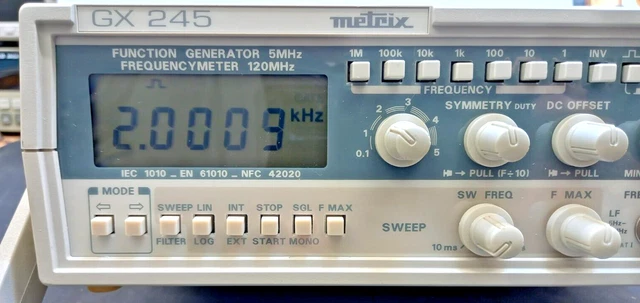 GX 245 metrix
FUNCTION GENERATOR 5MHz
FREQUENCYMETER 120MHz
2.0009 kHz
IEC 1010 _ EN 61010 _ NFC 42020
1M 100k 10k 1k 100 10 1 INV
FREQUENCY
0.1 1 2 3 4 5
SYMMETRY DUTY
DC OFFSET
PULL (F÷10)
PULL
MIN
MODE
SWEEP LIN INT STOP SGL F MAX
FILTER LOG EXT START MONO
SWEEP
SW FREQ
10 ms
F MAX
FRE
LF